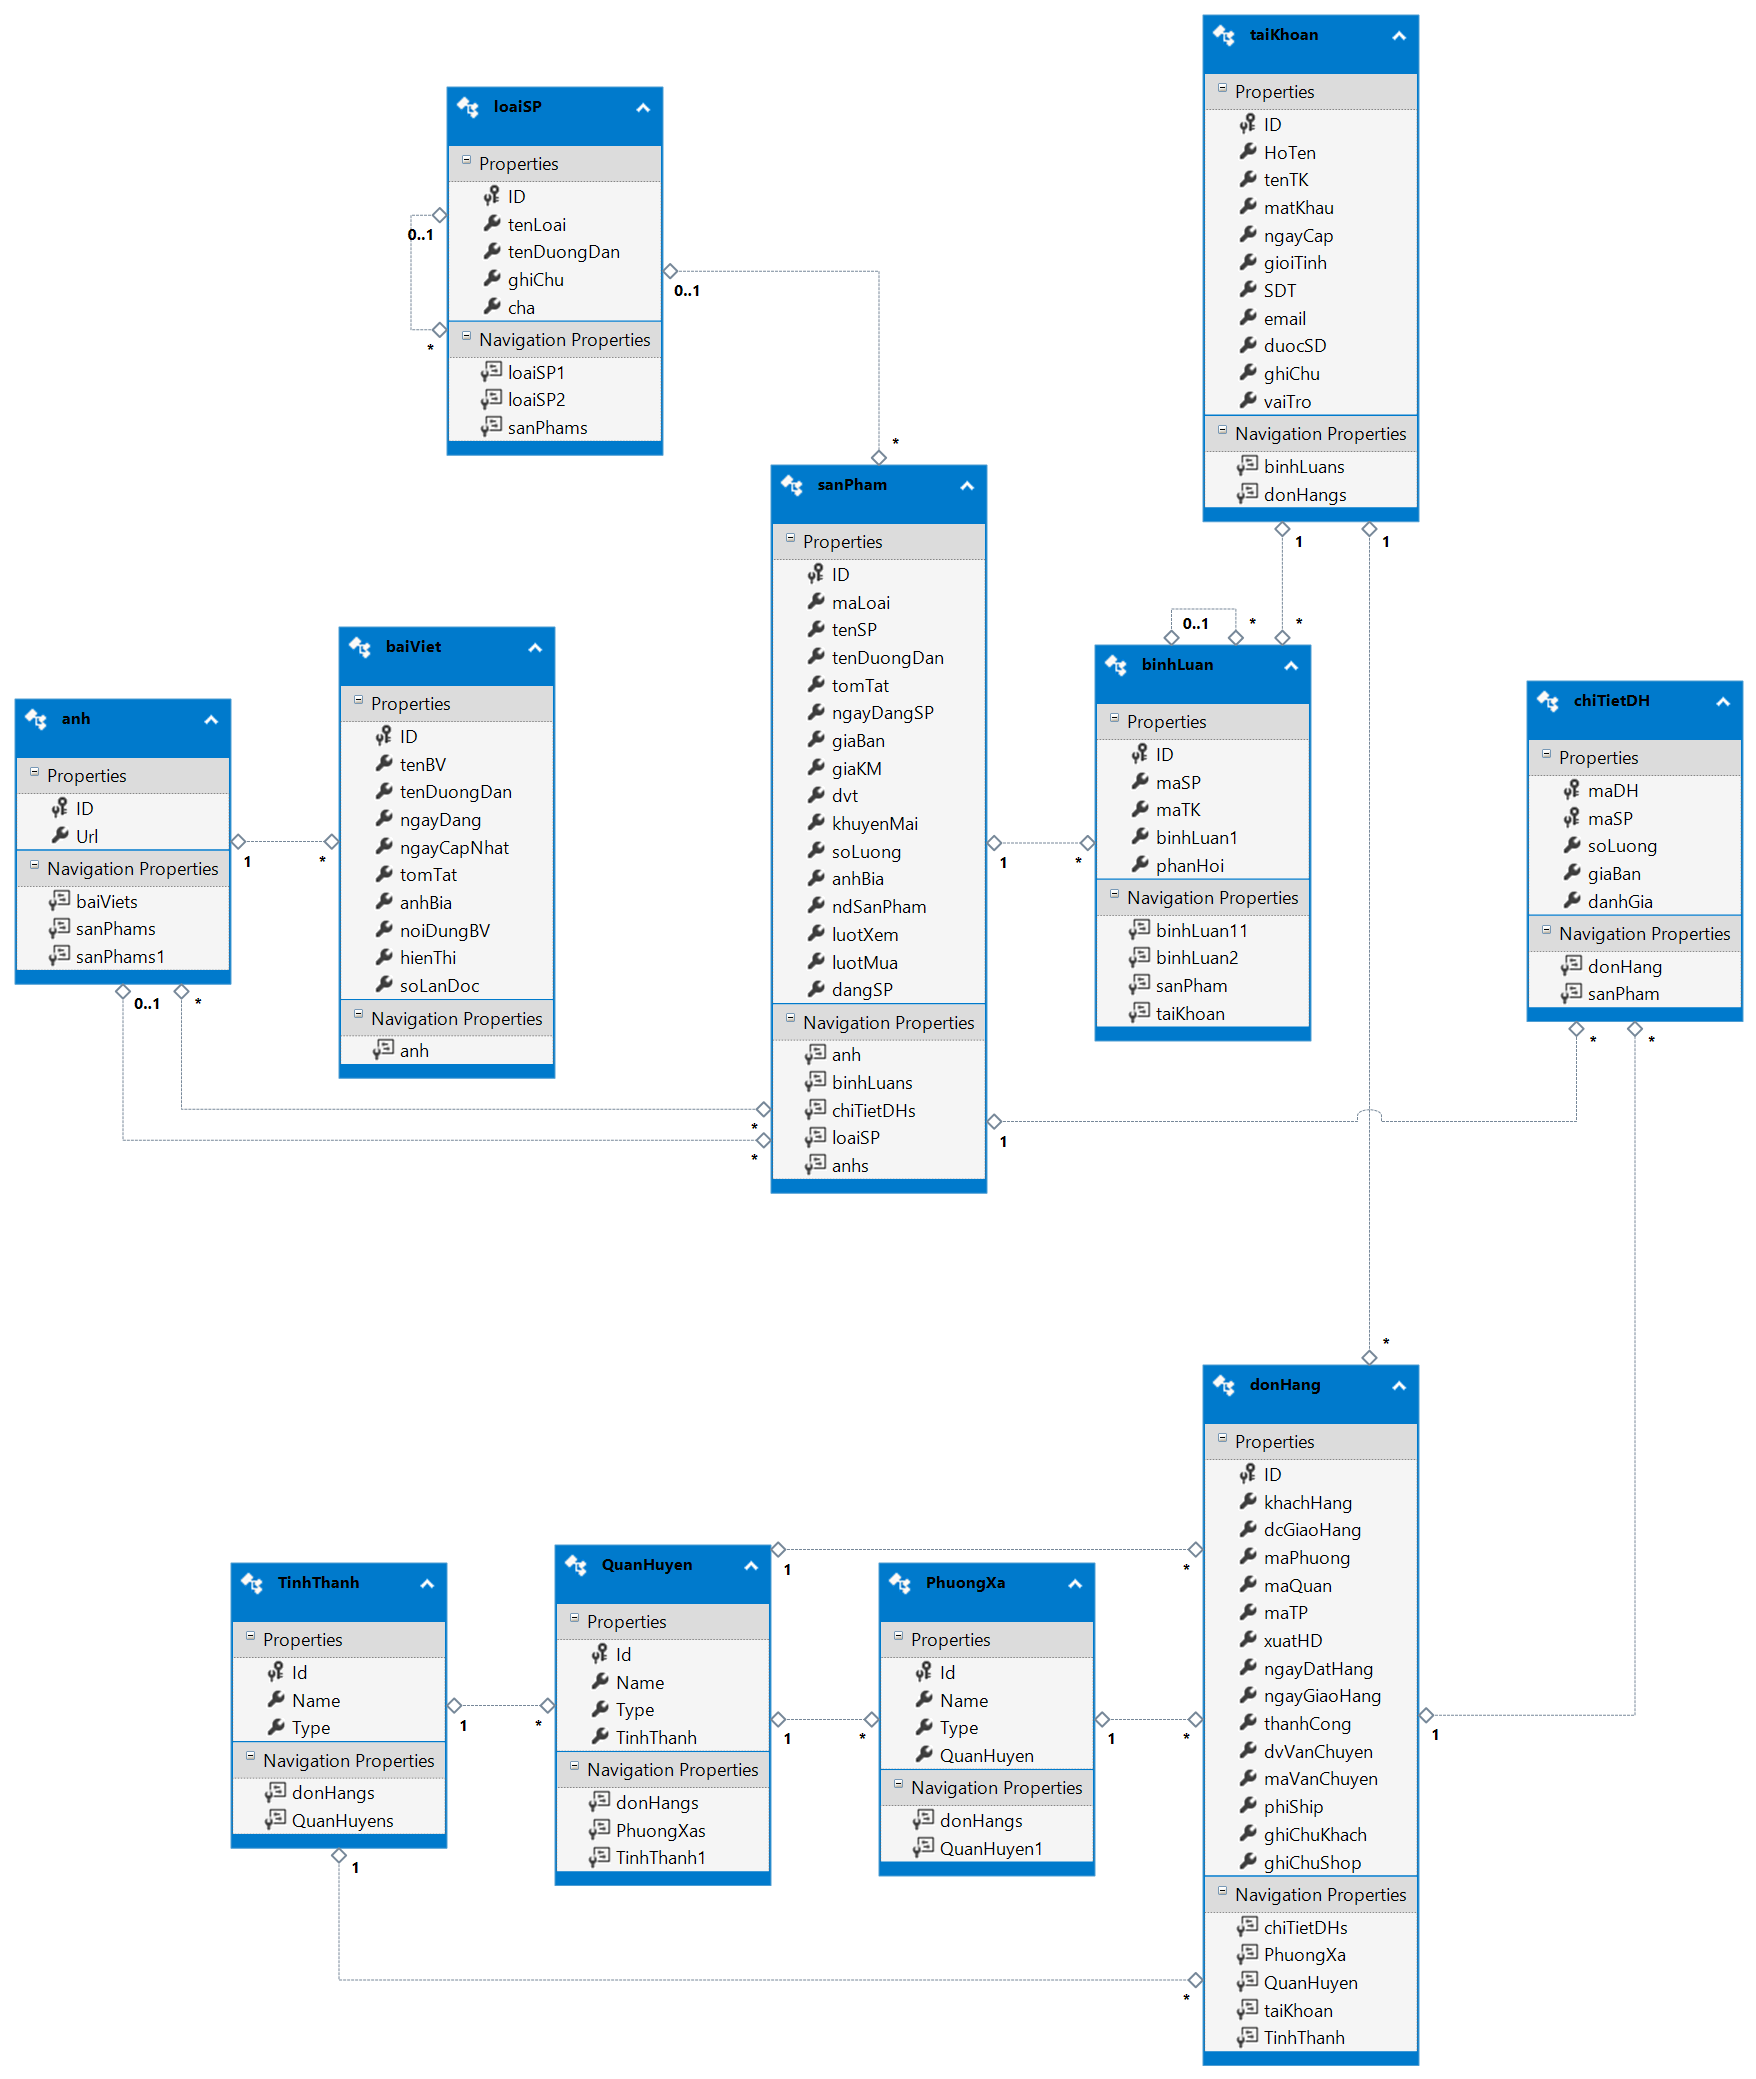 taiKhoan
Properties
ID
HoTen
tenTK
matKhau
ngayCap
gioiTinh
SDT
email
duocSD
ghiChu
vaiTro
Navigation Properties
binhLuans
donHangs
1
1
loaiSP
Properties
ID
tenLoai
tenDuongDan
ghiChu
cha
Navigation Properties
loaiSP1
loaiSP2
sanPhams
0..1
*
0..1
*
sanPham
Properties
ID
maLoai
tenSP
tenDuongDan
tomTat
ngayDangSP
giaBan
giaKM
dvt
khuyenMai
soLuong
anhBia
ndSanPham
luotXem
luotMua
dangSP
Navigation Properties
anh
binhLuans
chiTietDHs
loaiSP
anhs
0..1
*
*
binhLuan
Properties
ID
maSP
maTK
binhLuan1
phanHoi
Navigation Properties
binhLuan11
binhLuan2
sanPham
taiKhoan
1
*
baiViet
Properties
ID
tenBV
tenDuongDan
ngayDang
ngayCapNhat
tomTat
anhBia
noiDungBV
hienThi
soLanDoc
Navigation Properties
anh
anh
Properties
ID
Url
Navigation Properties
baiViets
sanPhams
sanPhams1
1
*
0..1
*
*
*
chiTietDH
Properties
maDH
maSP
soLuong
giaBan
danhGia
Navigation Properties
donHang
sanPham
*
*
1
*
donHang
Properties
ID
khachHang
dcGiaoHang
maPhuong
maQuan
maTP
xuatHD
ngayDatHang
ngayGiaoHang
thanhCong
dvVanChuyen
maVanChuyen
phiShip
ghiChuKhach
ghiChuShop
Navigation Properties
chiTietDHs
PhuongXa
QuanHuyen
taiKhoan
TinhThanh
1
TinhThanh
Properties
Id
Name
Type
Navigation Properties
donHangs
QuanHuyens
1
*
1
*
QuanHuyen
Properties
Id
Name
Type
TinhThanh
Navigation Properties
donHangs
PhuongXas
TinhThanh1
1
*
1
*
PhuongXa
Properties
Id
Name
Type
QuanHuyen
Navigation Properties
donHangs
QuanHuyen1
1
*